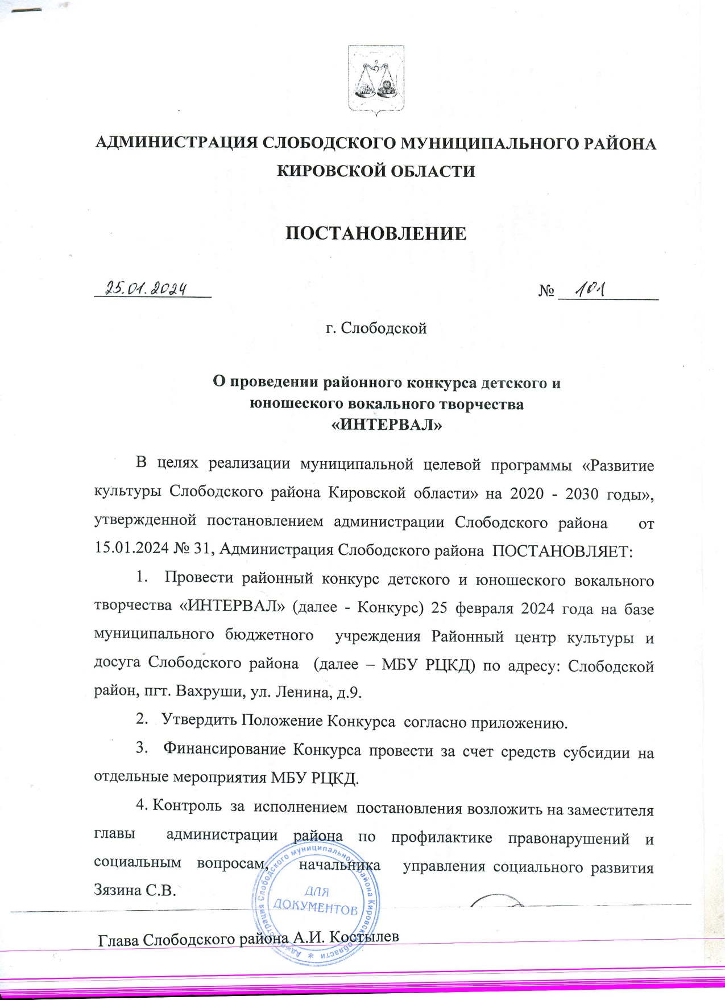 АДМИНИСТРАЦИЯ СЛОБОДСКОГО МУНИЦИПАЛЬНОГО РАЙОНА
КИРОВСКОЙ ОБЛАСТИ
ПОСТАНОВЛЕНИЕ
25.01.2024 № 101
г. Слободской
О проведении районного конкурса детского и
юношеского вокального творчества
«ИНТЕРВАЛ»
В целях реализации муниципальной целевой программы «Развитие
культуры Слободского района Кировской области» на 2020 - 2030 годы»,
утвержденной постановлением администрации Слободского района от
15.01.2024 № 31, Администрация Слободского района ПОСТАНОВЛЯЕТ:
1. Провести районный конкурс детского и юношеского вокального
творчества «ИНТЕРВАЛ» (далее - Конкурс) 25 февраля 2024 года на базе
муниципального бюджетного учреждения Районный центр культуры и
досуга Слободского района (далее – МБУ РЦКД) по адресу: Слободской
район, пгт. Вахруши, ул. Ленина, д.9.
2. Утвердить Положение Конкурса согласно приложению.
3. Финансирование Конкурса провести за счет средств субсидии на
отдельные мероприятия МБУ РЦКД.
4. Контроль за исполнением постановления возложить на заместителя
главы администрации района по профилактике правонарушений и
социальным вопросам, начальника управления социального развития
Зязина С.В.
Глава Слободского района А.И. Костылев
Администрация Слободского муниципального района Кировской области *
ДЛЯ
ДОКУМЕНТОВ